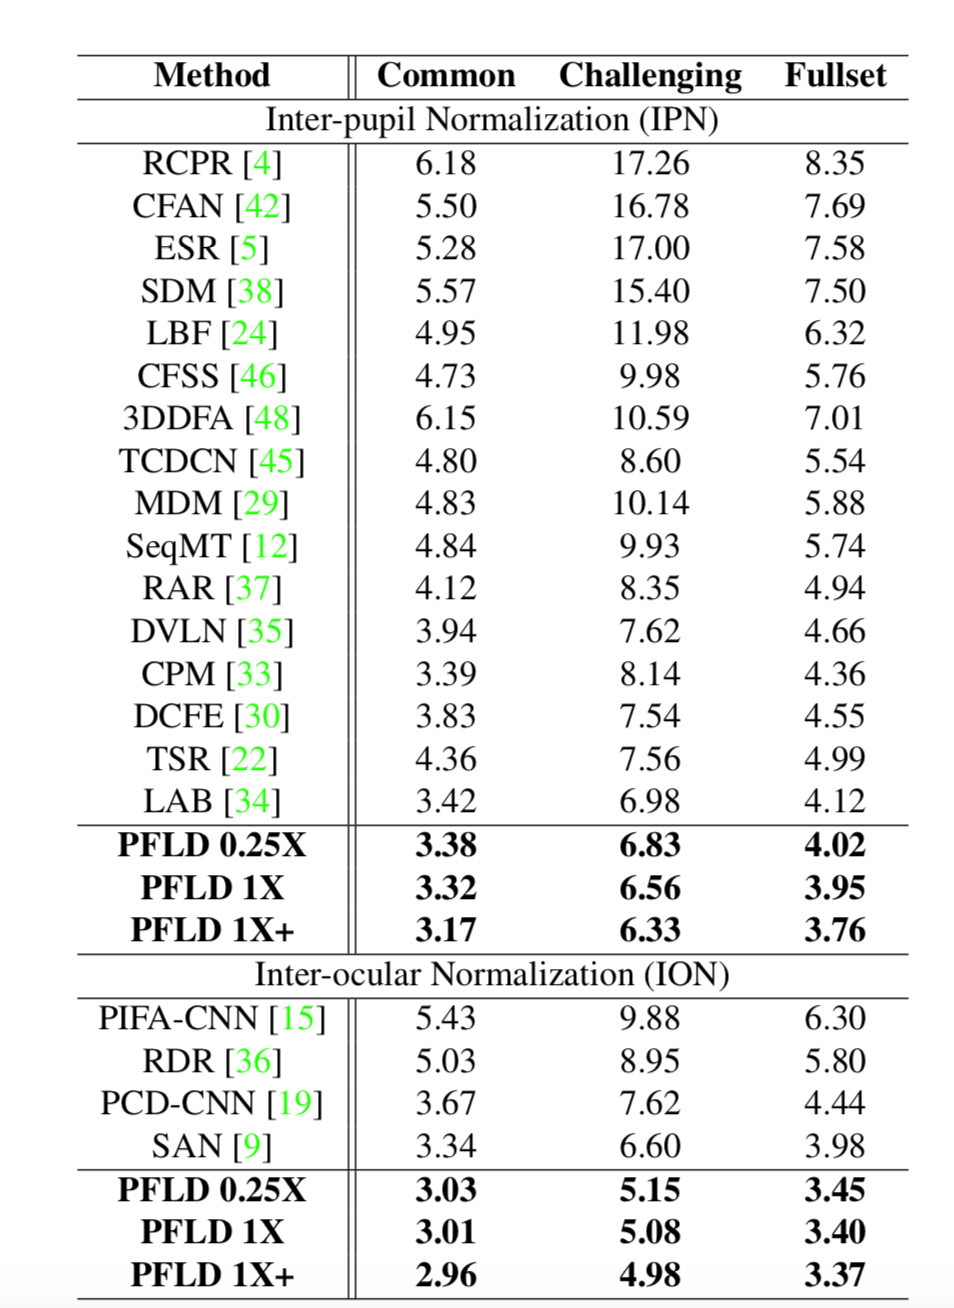 Method Common Challenging Fullset
Inter-pupil Normalization (IPN)
RCPR [4] 6.18 17.26 8.35
CFAN [42] 5.50 16.78 7.69
ESR [5] 5.28 17.00 7.58
SDM [38] 5.57 15.40 7.50
LBF [24] 4.95 11.98 6.32
CFSS [46] 4.73 9.98 5.76
3DDFA [48] 6.15 10.59 7.01
TCDCN [45] 4.80 8.60 5.54
MDM [29] 4.83 10.14 5.88
SeqMT [12] 4.84 9.93 5.74
RAR [37] 4.12 8.35 4.94
DVLN [35] 3.94 7.62 4.66
CPM [33] 3.39 8.14 4.36
DCFE [30] 3.83 7.54 4.55
TSR [22] 4.36 7.56 4.99
LAB [34] 3.42 6.98 4.12
PFLD 0.25X 3.38 6.83 4.02
PFLD 1X 3.32 6.56 3.95
PFLD 1X+ 3.17 6.33 3.76
Inter-ocular Normalization (ION)
PIFA-CNN [15] 5.43 9.88 6.30
RDR [36] 5.03 8.95 5.80
PCD-CNN [19] 3.67 7.62 4.44
SAN [9] 3.34 6.60 3.98
PFLD 0.25X 3.03 5.15 3.45
PFLD 1X 3.01 5.08 3.40
PFLD 1X+ 2.96 4.98 3.37